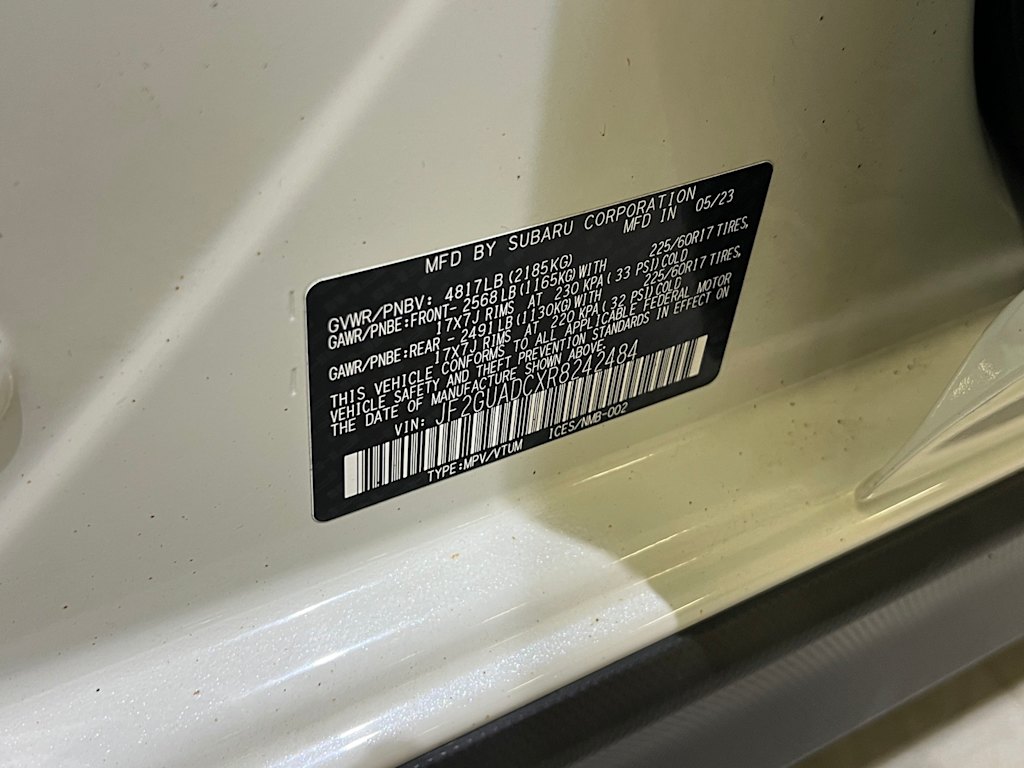 MFD BY SUBARU CORPORATION
MFD IN 05/23
GVWR/PNBV: 4817LB(2185KG)
GAWR/PNBE:FRONT-2568LB(1165KG)WITH 225/60R17 TIRES,
17X7J RIMS AT 230 KPA(33 PSI)COLD
GAWR/PNBE:REAR -2491LB(1130KG)WITH 225/60R17 TIRES,
17X7J RIMS AT 220 KPA(32 PSI)COLD
THIS VEHICLE CONFORMS TO ALL APPLICABLE FEDERAL MOTOR
VEHICLE SAFETY AND THEFT PREVENTION STANDARDS IN EFFECT ON
THE DATE OF MANUFACTURE SHOWN ABOVE.
VIN: JF2GUADCXR8242484
TYPE:MPV/VTUM ICES/NMB-002